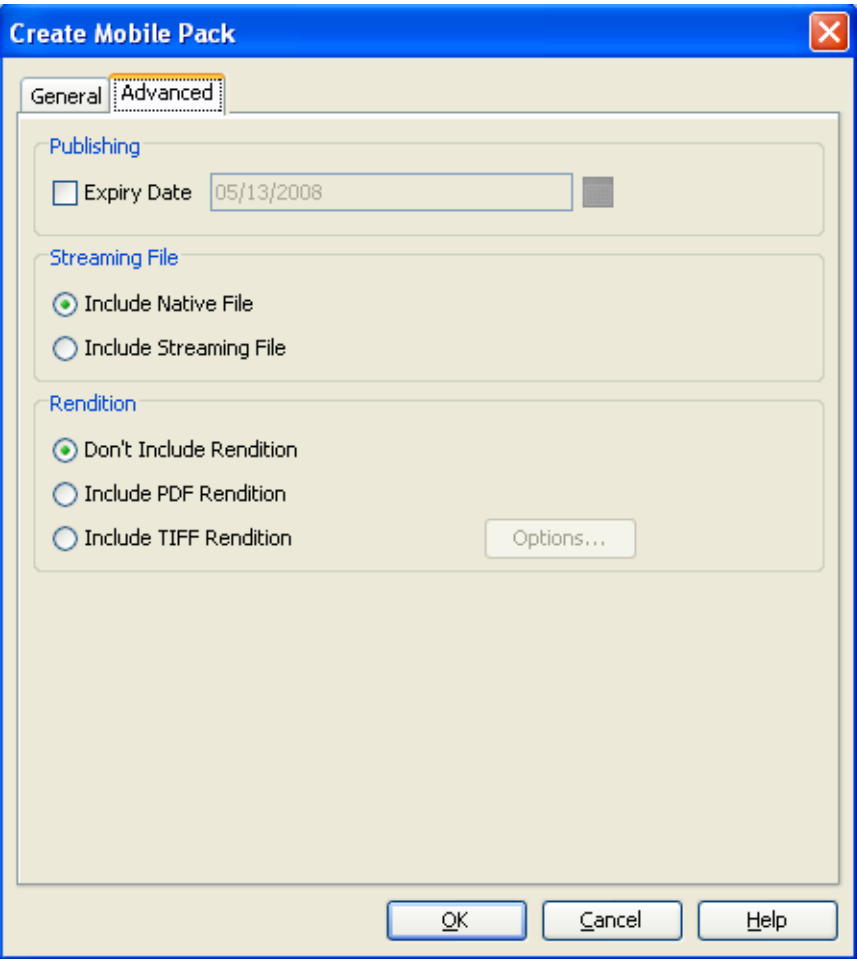 Create Mobile Pack
General Advanced
Publishing
Expiry Date 05/13/2008
Streaming File
Include Native File
Include Streaming File
Rendition
Don't Include Rendition
Include PDF Rendition
Include TIFF Rendition Options...
OK Cancel Help